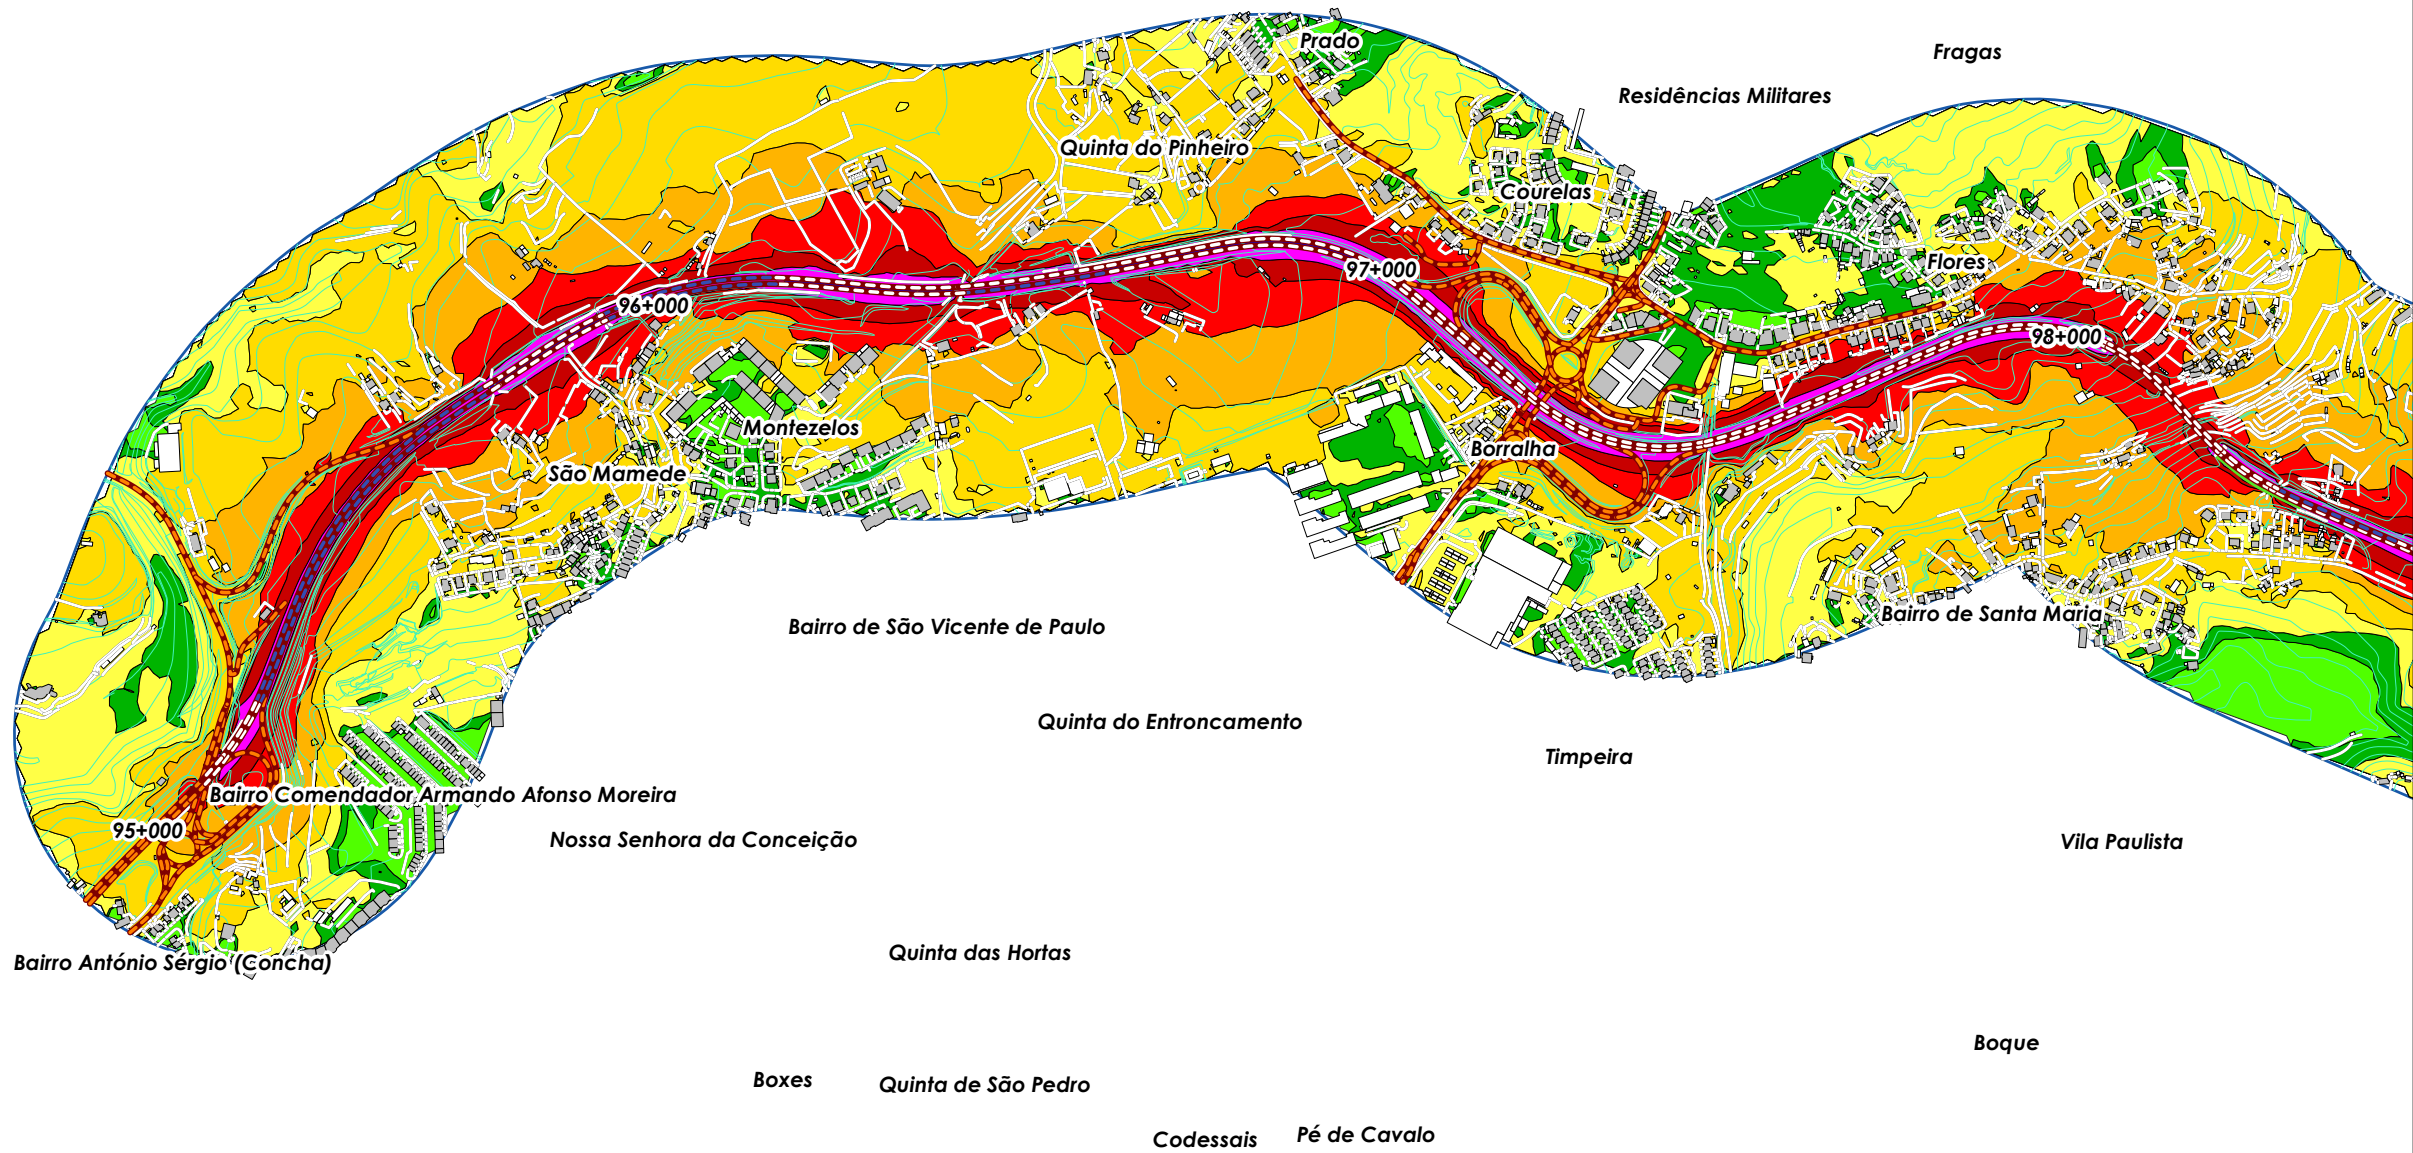 Prado
Fragas
Residências Militares
Quinta do Pinheiro
Courelas
Flores
97+000
96+000
98+000
Montezelos
Borralha
São Mamede
Bairro de Santa Maria
Bairro de São Vicente de Paulo
Quinta do Entroncamento
Timpeira
Bairro Comendador Armando Afonso Moreira
95+000
Nossa Senhora da Conceição
Vila Paulista
Quinta das Hortas
Bairro António Sérgio (Concha)
Boque
Boxes
Quinta de São Pedro
Codessais
Pé de Cavalo